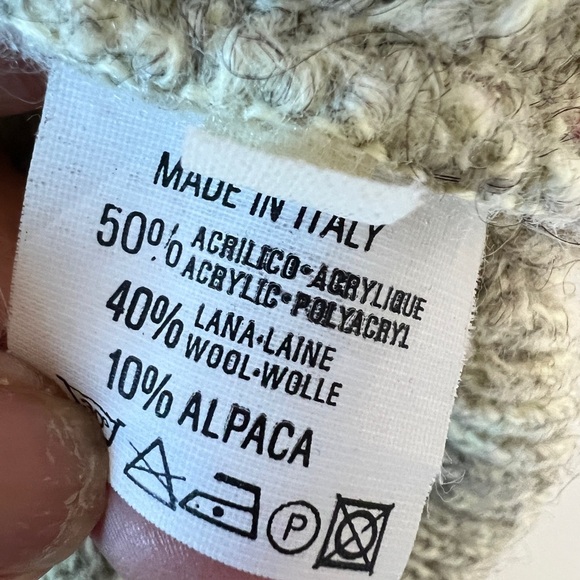 MADE IN ITALY
50% ACRILICO•ACRYLIQUE
ACRYLIC•POLYACRYL
40% LANA•LAINE
WOOL•WOLLE
10% ALPACA
P